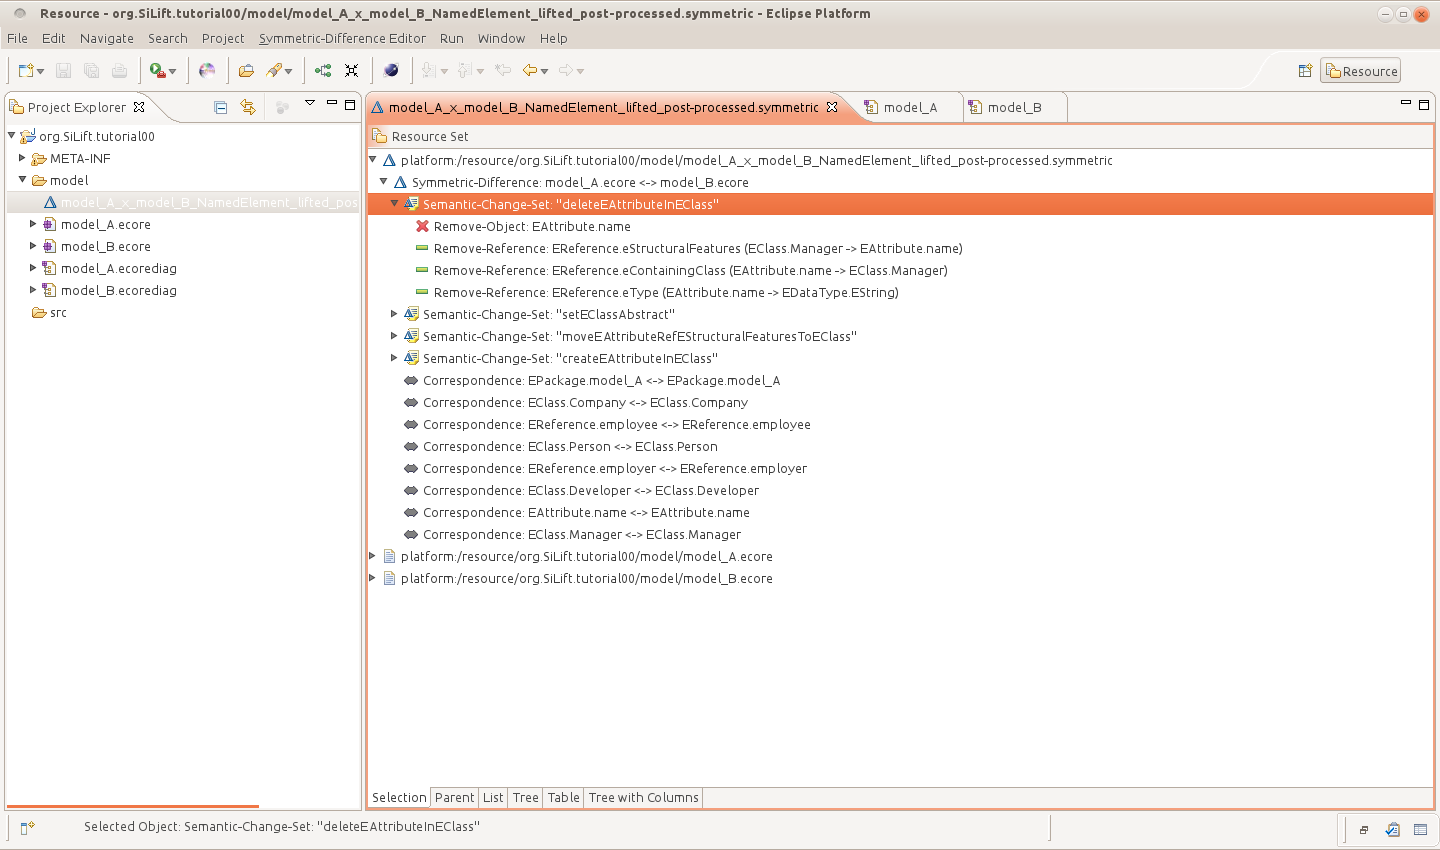 Resource - org.SiLift.tutorial00/model/model_A_x_model_B_NamedElement_lifted_post-processed.symmetric - Eclipse Platform
File Edit Navigate Search Project Symmetric-Difference Editor Run Window Help
Resource
Project Explorer
org.SiLift.tutorial00
META-INF
model
model_A_x_model_B_NamedElement_lifted_pos
model_A.ecore
model_B.ecore
model_A.ecorediag
model_B.ecorediag
src
model_A_x_model_B_NamedElement_lifted_post-processed.symmetric model_A model_B
Resource Set
platform:/resource/org.SiLift.tutorial00/model/model_A_x_model_B_NamedElement_lifted_post-processed.symmetric
Symmetric-Difference: model_A.ecore <-> model_B.ecore
Semantic-Change-Set: "deleteEAttributeInEClass"
Remove-Object: EAttribute.name
Remove-Reference: EReference.eStructuralFeatures (EClass.Manager -> EAttribute.name)
Remove-Reference: EReference.eContainingClass (EAttribute.name -> EClass.Manager)
Remove-Reference: EReference.eType (EAttribute.name -> EDataType.EString)
Semantic-Change-Set: "setEClassAbstract"
Semantic-Change-Set: "moveEAttributeRefEStructuralFeaturesToEClass"
Semantic-Change-Set: "createEAttributeInEClass"
Correspondence: EPackage.model_A <-> EPackage.model_A
Correspondence: EClass.Company <-> EClass.Company
Correspondence: EReference.employee <-> EReference.employee
Correspondence: EClass.Person <-> EClass.Person
Correspondence: EReference.employer <-> EReference.employer
Correspondence: EClass.Developer <-> EClass.Developer
Correspondence: EAttribute.name <-> EAttribute.name
Correspondence: EClass.Manager <-> EClass.Manager
platform:/resource/org.SiLift.tutorial00/model/model_A.ecore
platform:/resource/org.SiLift.tutorial00/model/model_B.ecore
Selection Parent List Tree Table Tree with Columns
Selected Object: Semantic-Change-Set: "deleteEAttributeInEClass"